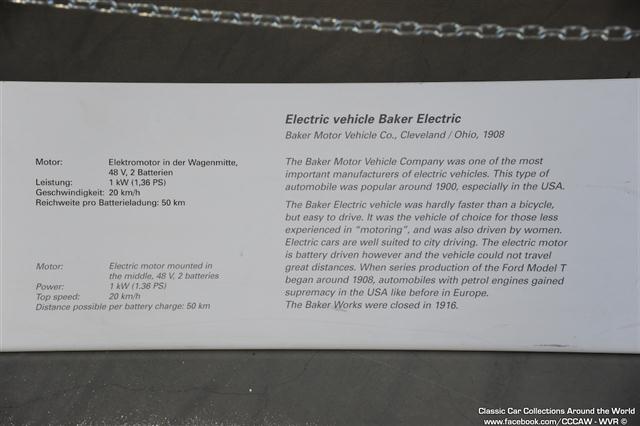 Electric vehicle Baker Electric
Baker Motor Vehicle Co., Cleveland / Ohio, 1908
Motor: Elektromotor in der Wagenmitte,
48 V, 2 Batterien
Leistung: 1 kW (1,36 PS)
Geschwindigkeit: 20 km/h
Reichweite pro Batterieladung: 50 km
Motor: Electric motor mounted in
the middle, 48 V, 2 batteries
Power: 1 kW (1.36 PS)
Top speed: 20 km/h
Distance possible per battery charge: 50 km
The Baker Motor Vehicle Company was one of the most
important manufacturers of electric vehicles. This type of
automobile was popular around 1900, especially in the USA.
The Baker Electric vehicle was hardly faster than a bicycle,
but easy to drive. It was the vehicle of choice for those less
experienced in “motoring”, and was also driven by women.
Electric cars are well suited to city driving. The electric motor
is battery driven however and the vehicle could not travel
great distances. When series production of the Ford Model T
began around 1908, automobiles with petrol engines gained
supremacy in the USA like before in Europe.
The Baker Works were closed in 1916.
Classic Car Collections Around the World
www.facebook.com/CCCAW - WVR ©